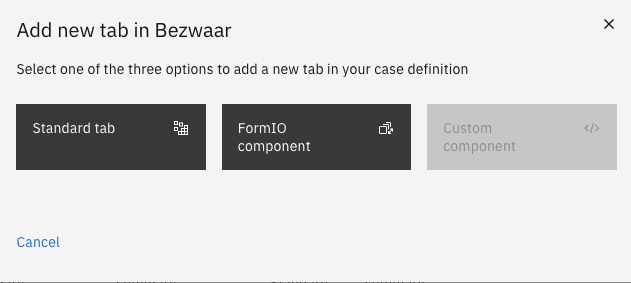 Add new tab in Bezwaar
Select one of the three options to add a new tab in your case definition
Standard tab
FormIO
component
Custom
component
Cancel